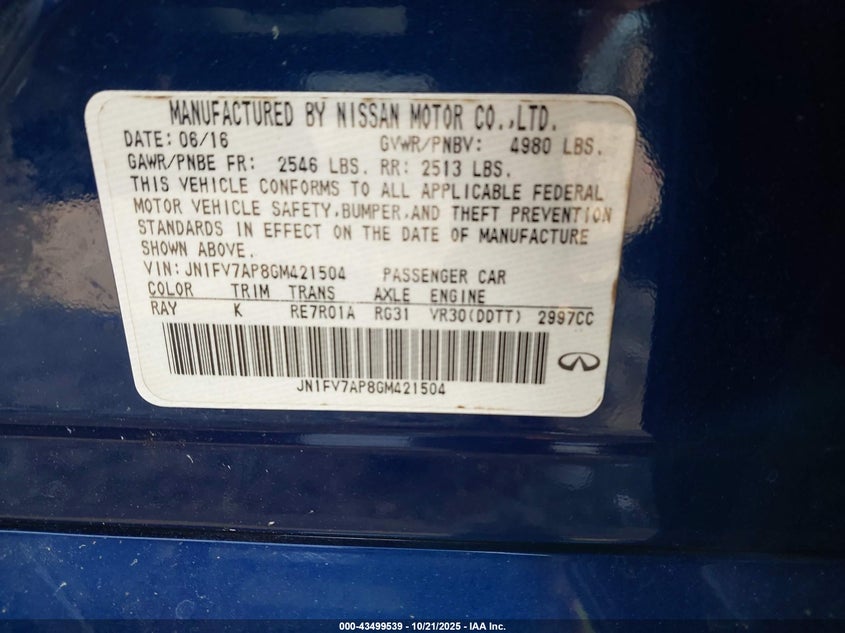 MANUFACTURED BY NISSAN MOTOR CO.,LTD.
DATE: 06/16 GVWR/PNBV: 4980 LBS.
GAWR/PNBE FR: 2546 LBS. RR: 2513 LBS.
THIS VEHICLE CONFORMS TO ALL APPLICABLE FEDERAL
MOTOR VEHICLE SAFETY,BUMPER,AND THEFT PREVENTION
STANDARDS IN EFFECT ON THE DATE OF MANUFACTURE
SHOWN ABOVE.
VIN:JN1FV7AP8GM421504 PASSENGER CAR
COLOR TRIM TRANS AXLE ENGINE
RAY K RE7R01A RG31 VR30(DDTT) 2997CC
JN1FV7AP8GM421504
000-43499539 - 10/21/2025 - IAA Inc.